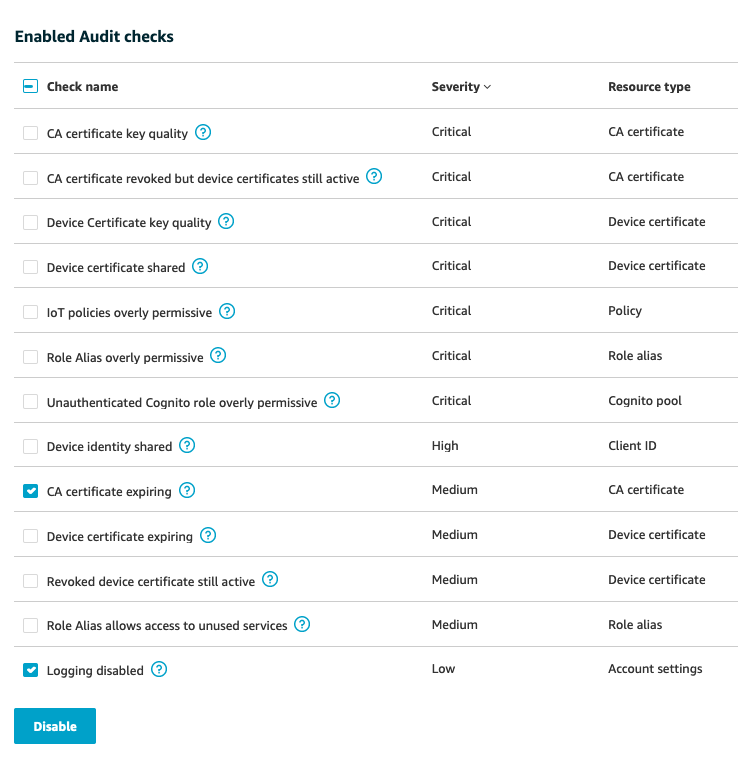 Enabled Audit checks
Check name Severity Resource type
CA certificate key quality ? Critical CA certificate
CA certificate revoked but device certificates still active ? Critical CA certificate
Device Certificate key quality ? Critical Device certificate
Device certificate shared ? Critical Device certificate
IoT policies overly permissive ? Critical Policy
Role Alias overly permissive ? Critical Role alias
Unauthenticated Cognito role overly permissive ? Critical Cognito pool
Device identity shared ? High Client ID
CA certificate expiring ? Medium CA certificate
Device certificate expiring ? Medium Device certificate
Revoked device certificate still active ? Medium Device certificate
Role Alias allows access to unused services ? Medium Role alias
Logging disabled ? Low Account settings
Disable